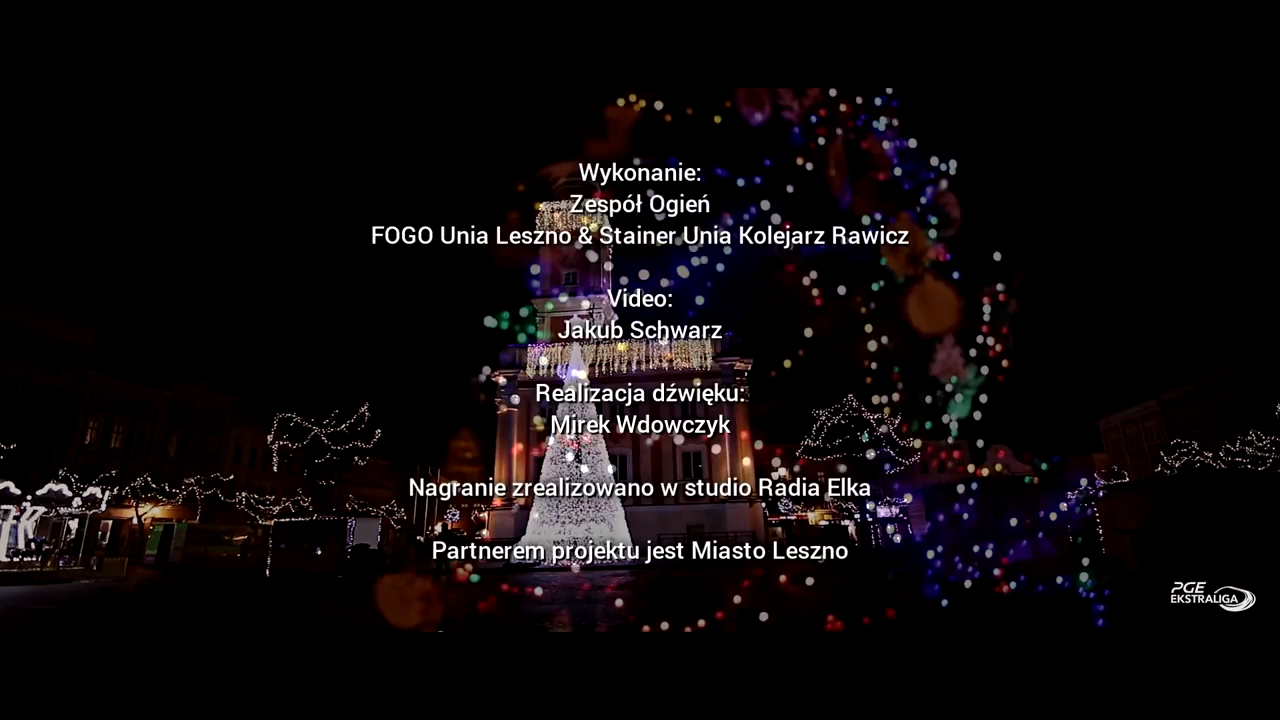 Wykonanie:
Zespół Ogień
FOGO Unia Leszno & Stainer Unia Kolejarz Rawicz
Video:
Jakub Schwarz
Realizacja dźwięku:
Mirek Wdowczyk
Nagranie zrealizowano w studio Radia Elka
Partnerem projektu jest Miasto Leszno
PGE
EKSTRALIGA